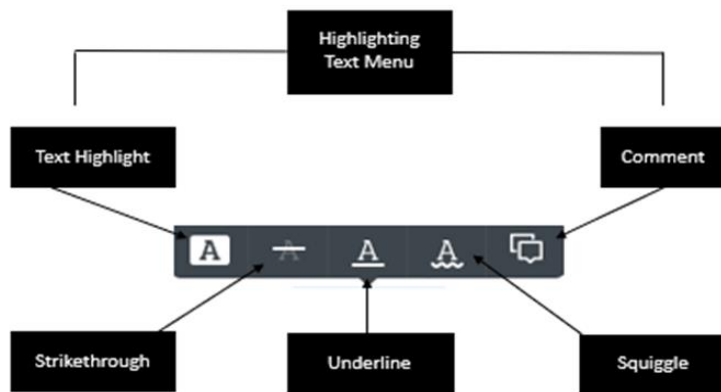 Highlighting
Text Menu
Text Highlight
Comment
A
A
A
A
Strikethrough
Underline
Squiggle